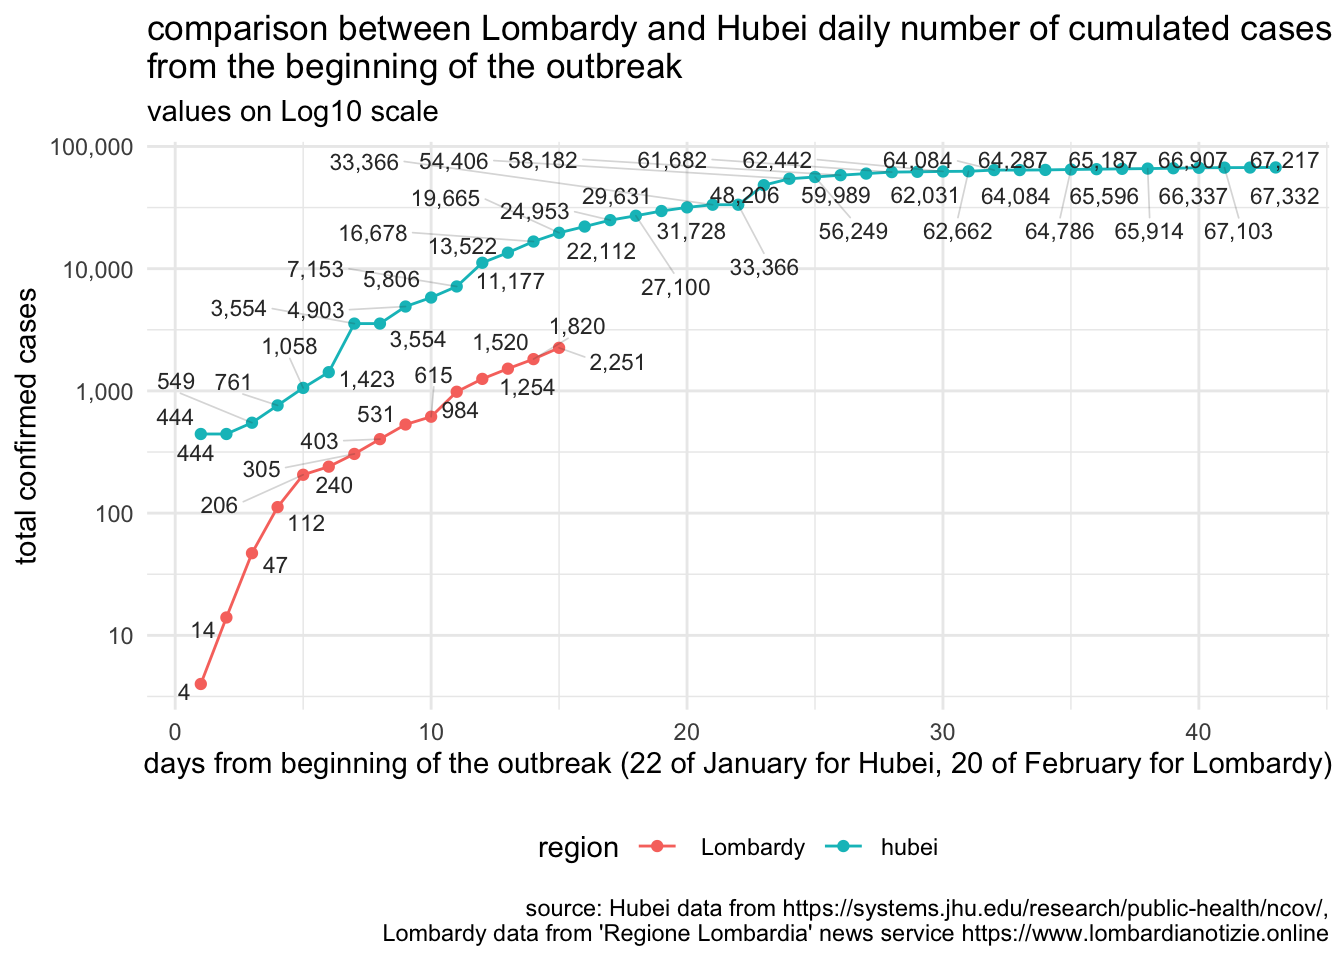 comparison between Lombardy and Hubei daily number of cumulated cases
from the beginning of the outbreak
values on Log10 scale
total confirmed cases
100,000
10,000
1,000
100
10
33,366 54,406 58,182 61,682 62,442 64,084 64,287 65,187 66,907 67,217
19,665 24,953 29,631 48,206 59,989 62,031 64,084 65,596 66,337 67,332
16,678 13,522 22,112 31,728 56,249 62,662 64,786 65,914 67,103
7,153 5,806 11,177 27,100 33,366
3,554 4,903 3,554
1,058 1,423
549 761
444
444
1,820
1,520 2,251
615 1,254
531 984
403
305
206 240
112
47
14
4
0 10 20 30 40
days from beginning of the outbreak (22 of January for Hubei, 20 of February for Lombardy)
region Lombardy hubei
source: Hubei data from https://systems.jhu.edu/research/public-health/ncov/,
Lombardy data from 'Regione Lombardia' news service https://www.lombardianotizie.online